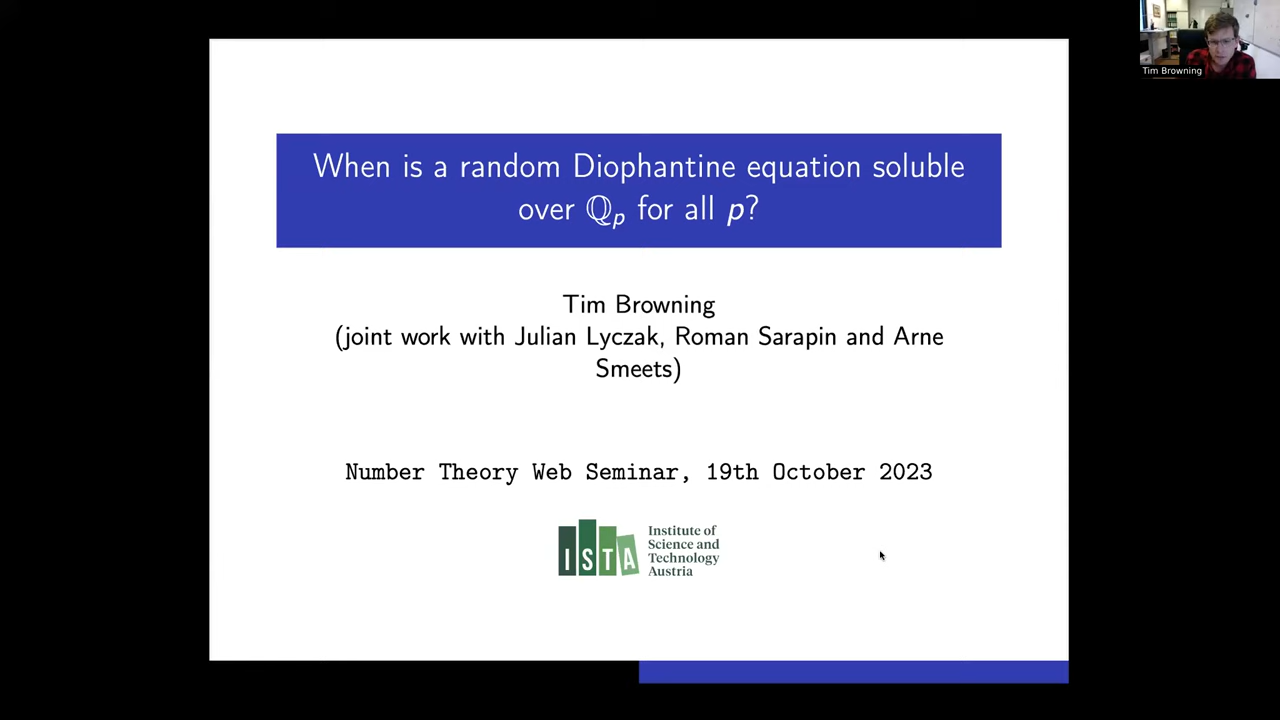 Tim Browning
When is a random Diophantine equation soluble
over ℚp for all p?
Tim Browning
(joint work with Julian Lyczak, Roman Sarapin and Arne
Smeets)
Number Theory Web Seminar, 19th October 2023
ISTA
Institute of
Science and
Technology
Austria